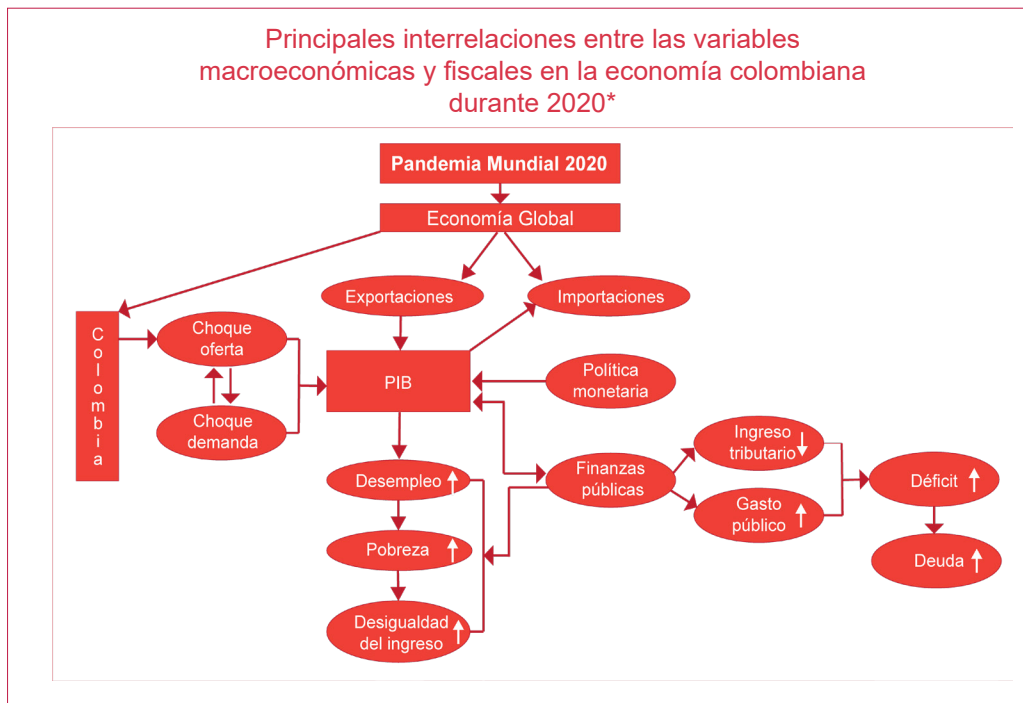 Principales interrelaciones entre las variables
macroeconómicas y fiscales en la economía colombiana
durante 2020*
Pandemia Mundial 2020
Economía Global
Exportaciones
Importaciones
Colombia
Choque
oferta
Choque
demanda
PIB
Política
monetaria
Desempleo
Pobreza
Desigualdad
del ingreso
Finanzas
públicas
Ingreso
tributario
Gasto
público
Déficit
Deuda